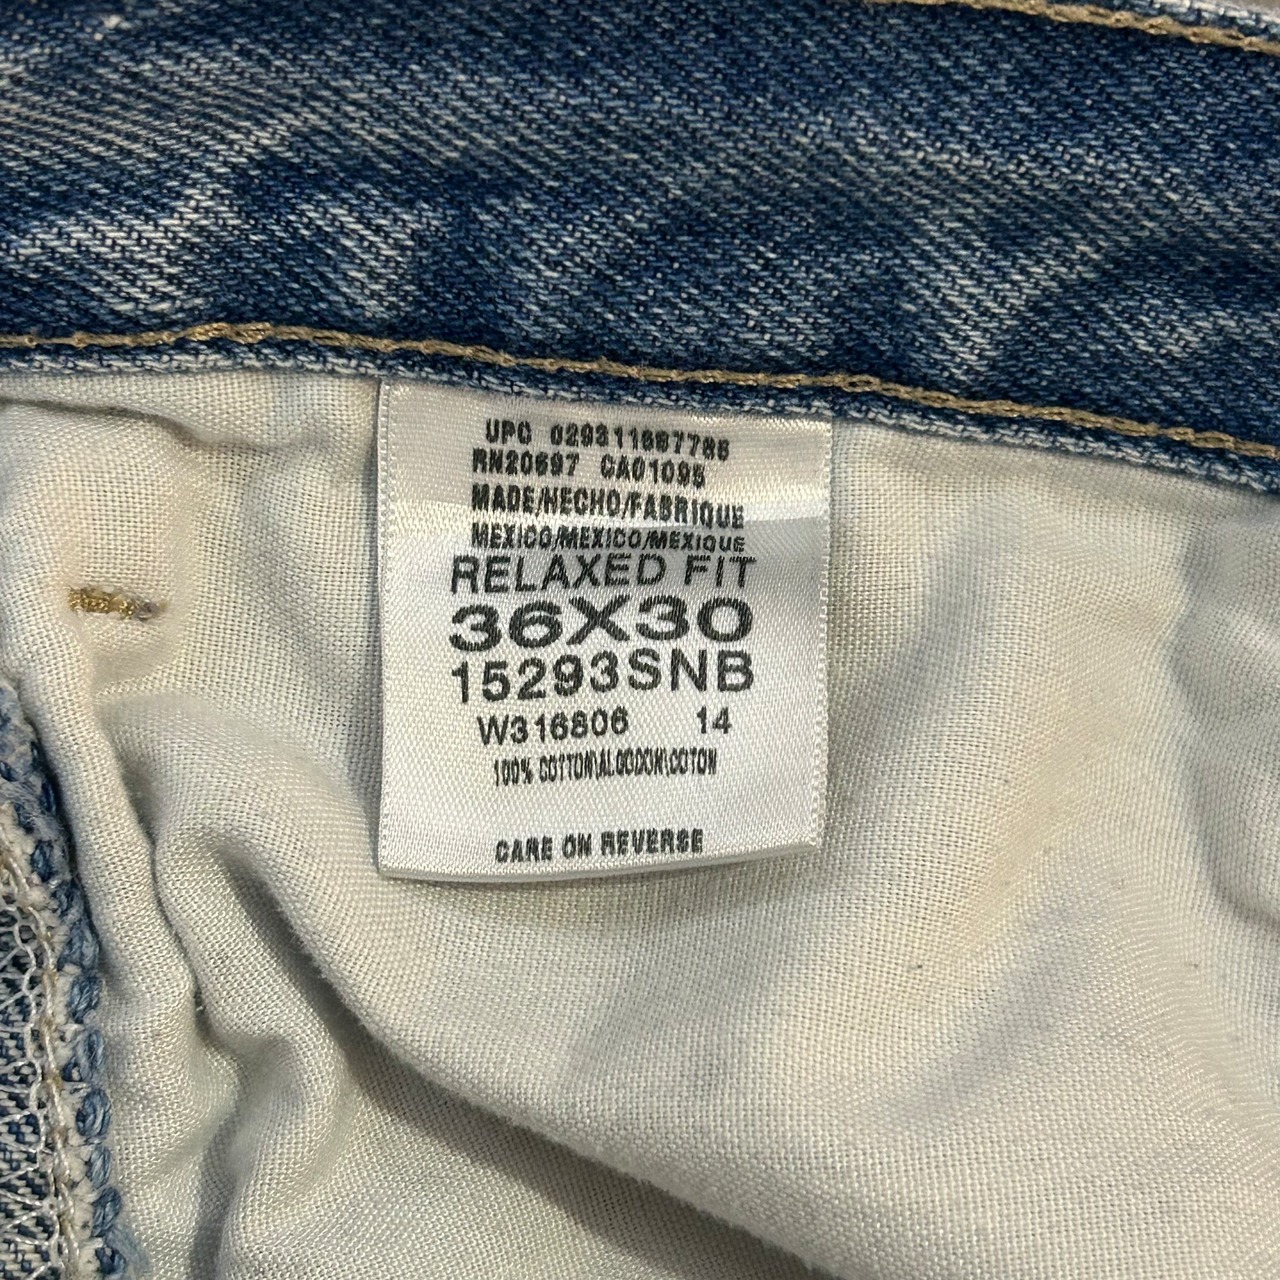 UPC 029311667786
RN20697 CA01095
MADE/HECHO/FABRIQUE
MEXICO/MEXICO/MEXIQUE
RELAXED FIT
36X30
15293SNB
W316806 14
100% COTTON\ALGODON\COTON
CARE ON REVERSE